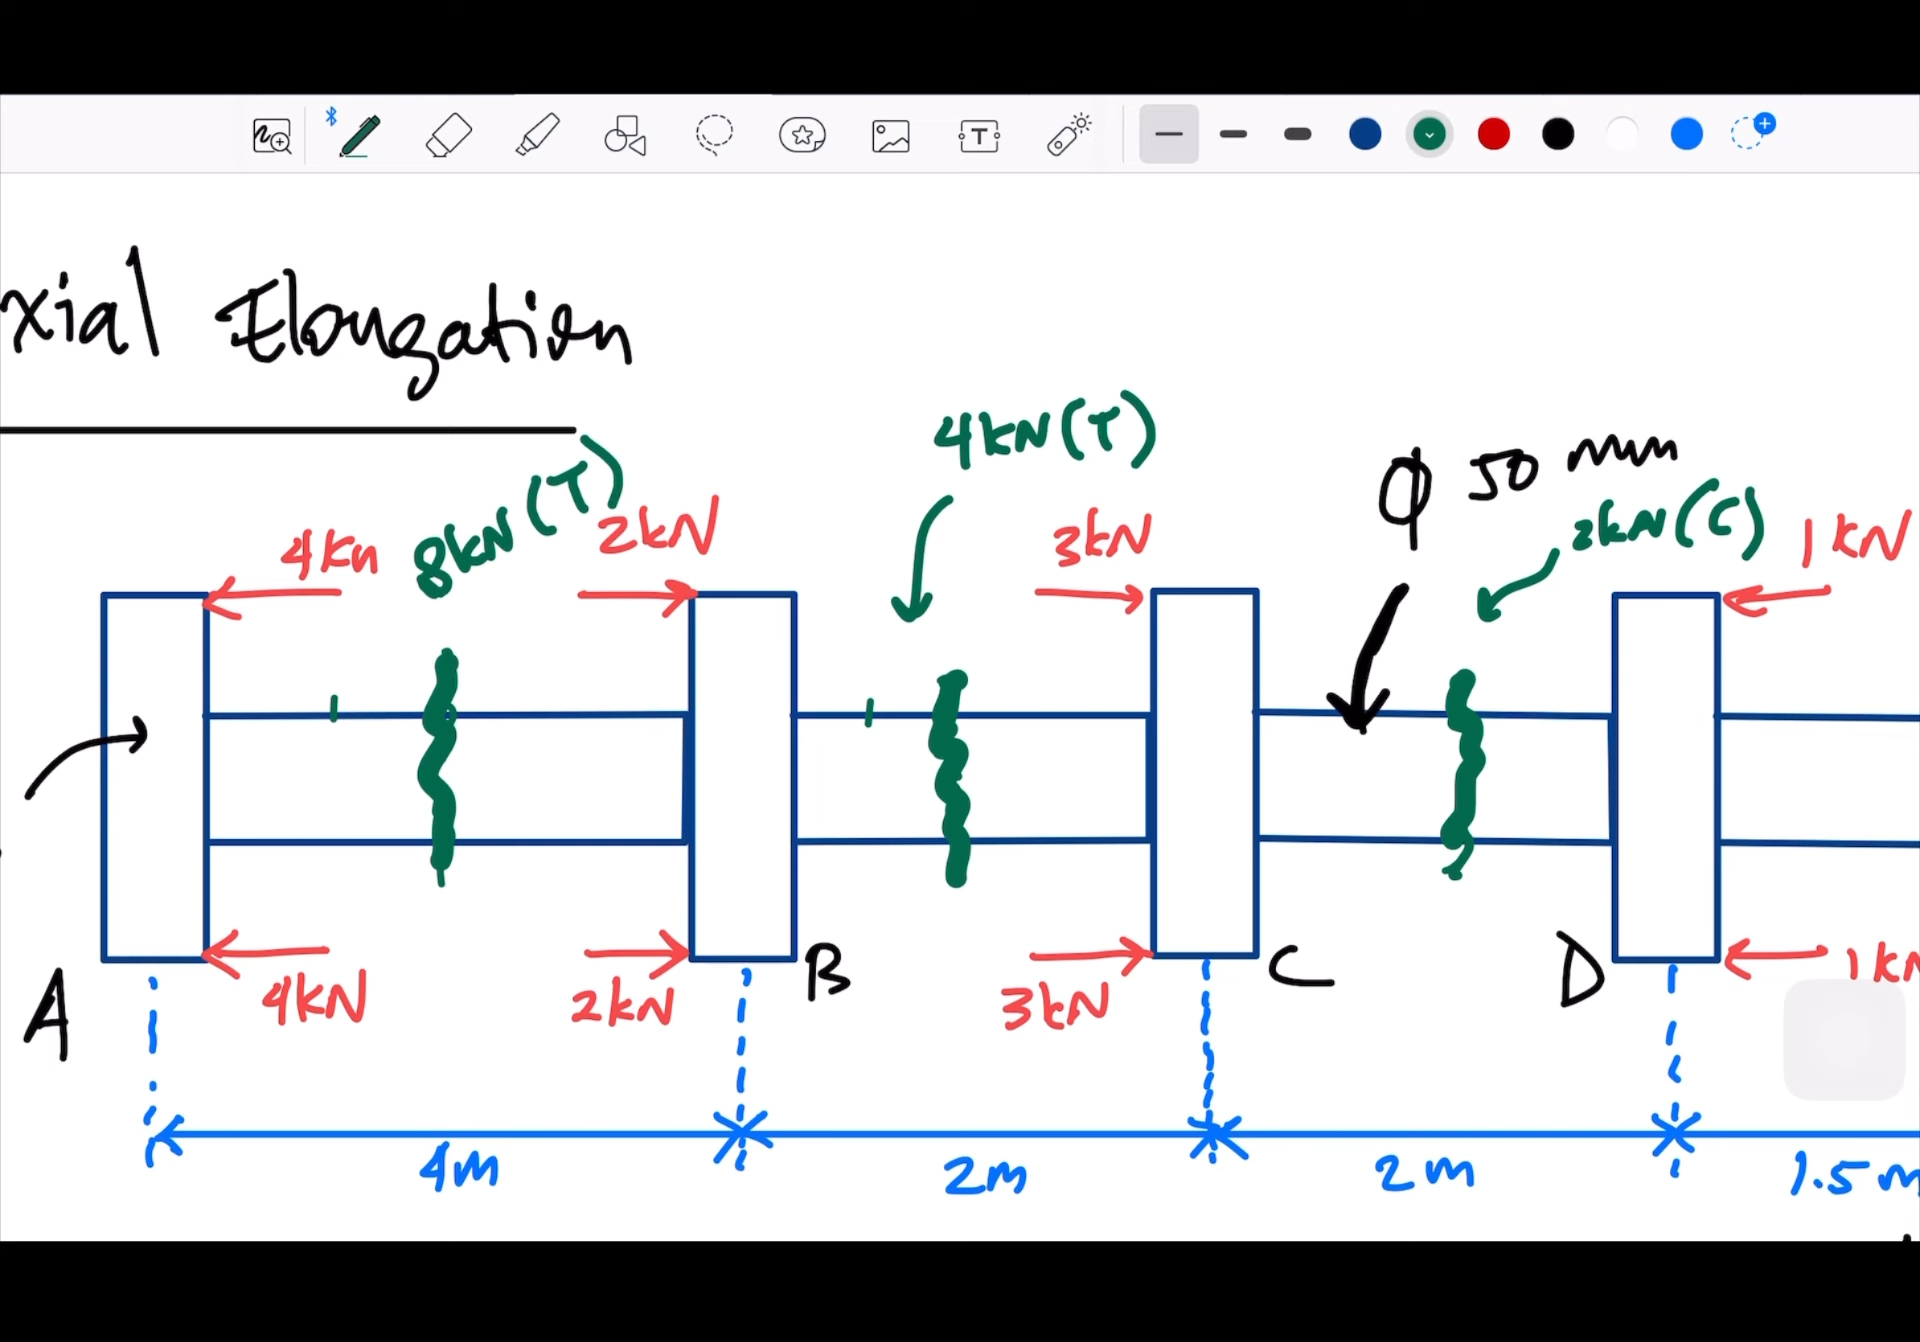 xial Elongation
4kN(T)
φ 50 mm
8kN(T)
2kN(C)
4Kn
2kN
3kN
1kN
A
4kN
2kN
B
3kN
C
D
1kN
4m
2m
2m
1.5m